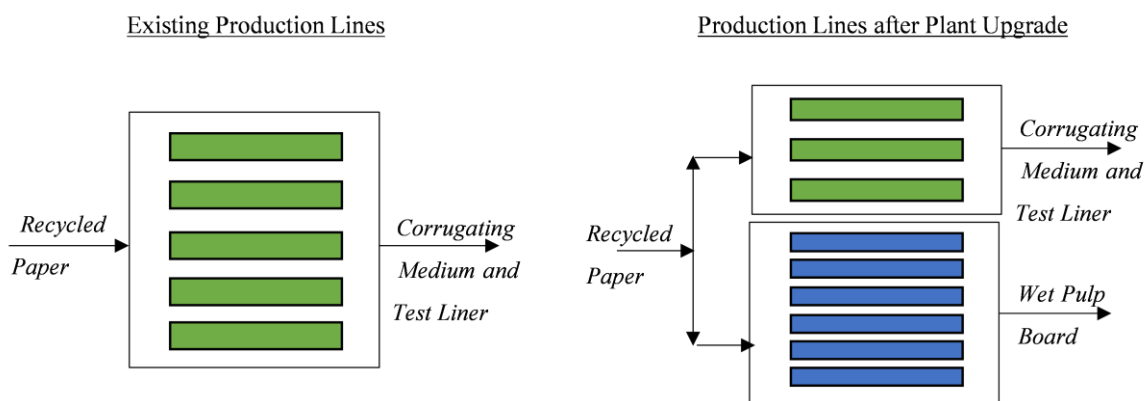 Existing Production Lines
Recycled
Paper
Corrugating
Medium and
Test Liner
Production Lines after Plant Upgrade
Recycled
Paper
Corrugating
Medium and
Test Liner
Wet Pulp
Board